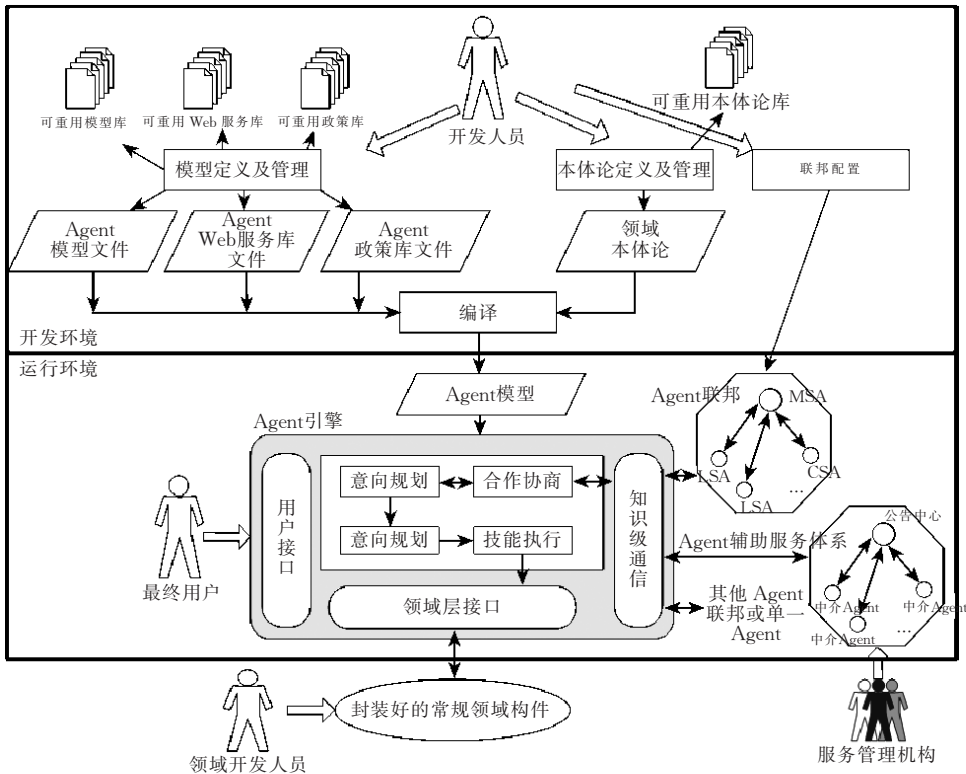 可重用模型库
可重用 Web 服务库
可重用政策库
开发人员
可重用本体论库
模型定义及管理
本体论定义及管理
联邦配置
Agent
模型文件
Agent
Web服务库
文件
Agent
政策库文件
领域
本体论
编译
开发环境
运行环境
Agent模型
Agent联邦
MSA
LSA
LSA
CSA
...
Agent引擎
用户接口
意向规划
合作协商
意向规划
技能执行
领域层接口
知识级通信
最终用户
Agent辅助服务体系
公告中心
中介Agent
中介Agent
中介Agent
...
其他 Agent
联邦或单一
Agent
封装好的常规领域构件
领域开发人员
服务管理机构